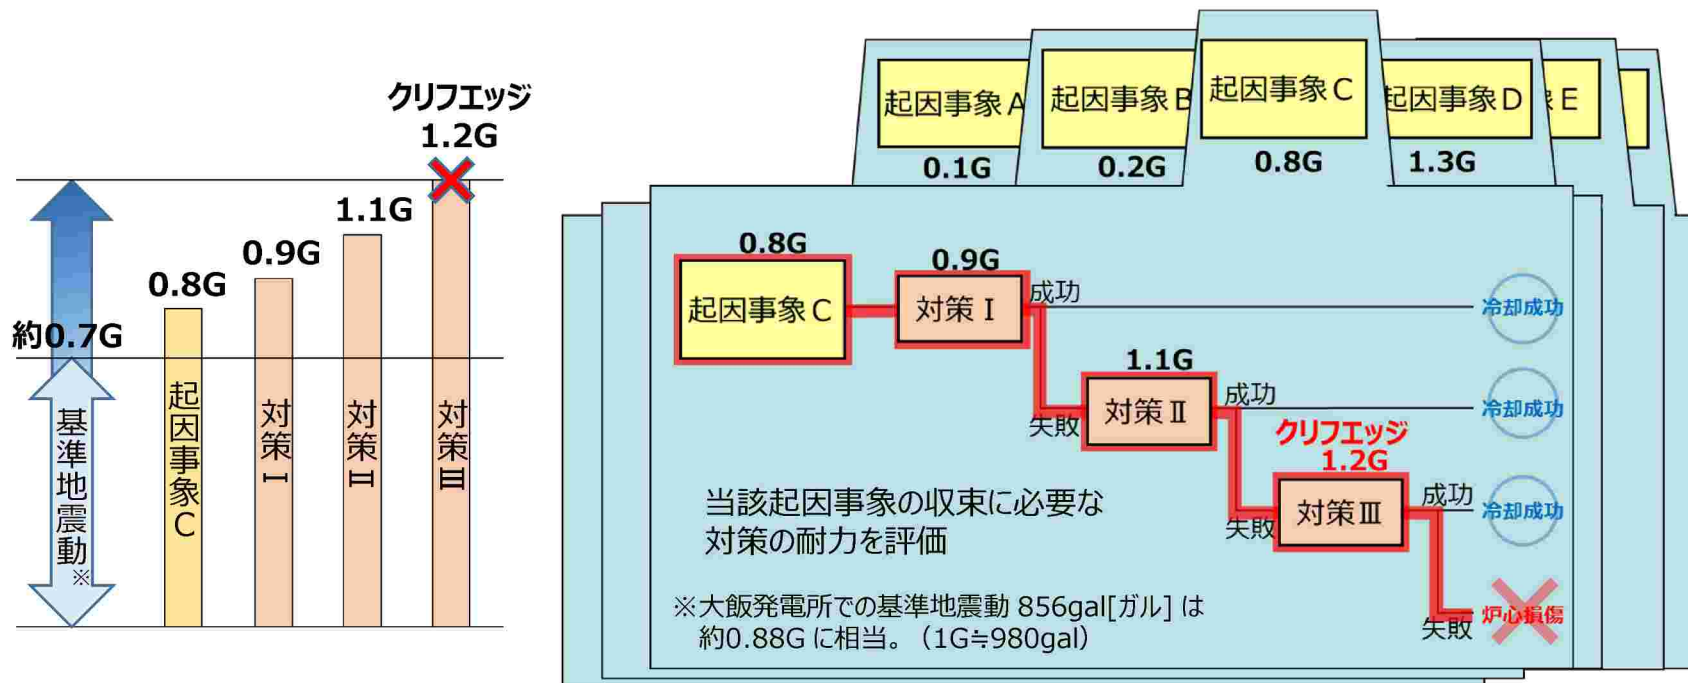 クリフエッジ
1.2G
1.1G
0.9G
0.8G
約0.7G
基準地震動※
起因事象C
対策Ⅰ
対策Ⅱ
対策Ⅲ
起因事象A
0.1G
起因事象B
0.2G
起因事象C
0.8G
起因事象D
1.3G
象E
0.8G
起因事象C
0.9G
対策Ⅰ
成功
冷却成功
失敗
1.1G
対策Ⅱ
成功
冷却成功
失敗
クリフエッジ
1.2G
対策Ⅲ
成功
冷却成功
失敗
炉心損傷
当該起因事象の収束に必要な
対策の耐力を評価
※大飯発電所での基準地震動 856gal[ガル] は
約0.88G に相当。（1G≒980gal）